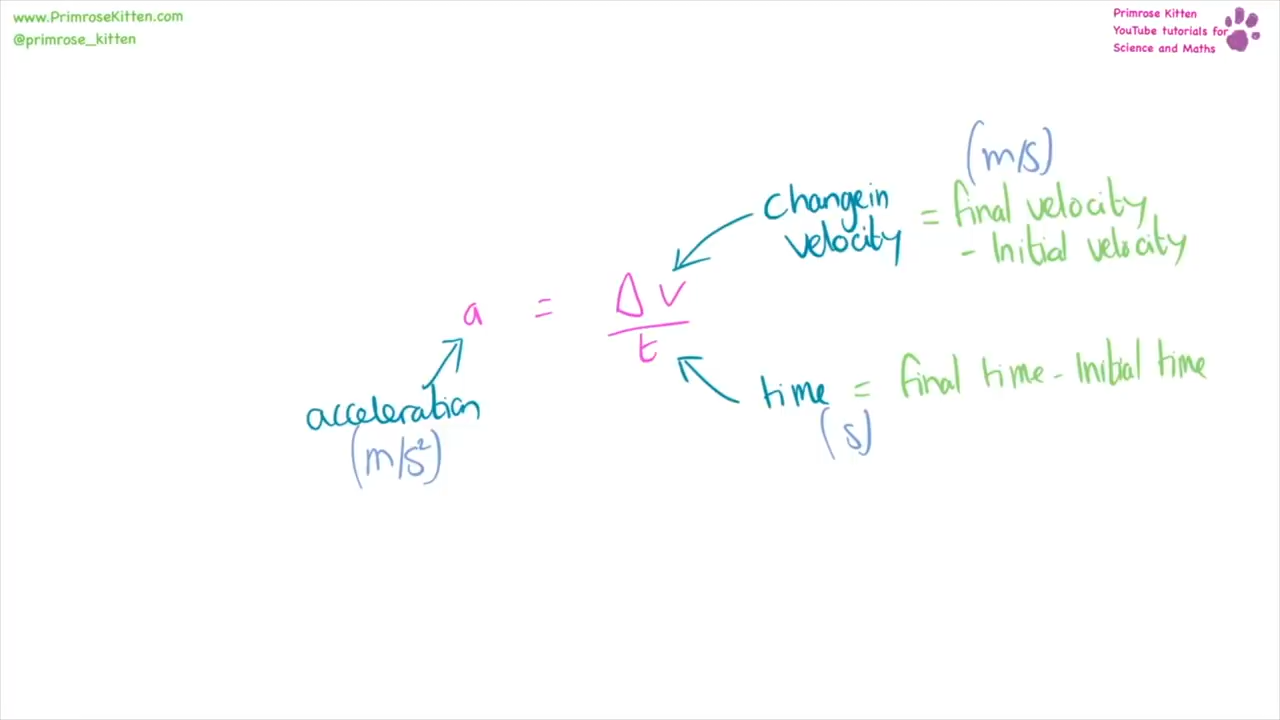 www.PrimroseKitten.com
@primrose_kitten
Primrose Kitten
YouTube tutorials for
Science and Maths
(m/s)
change in = final velocity
velocity - Initial velocity
a = Δv
t
time = final time - Initial time
(s)
acceleration
(m/s²)